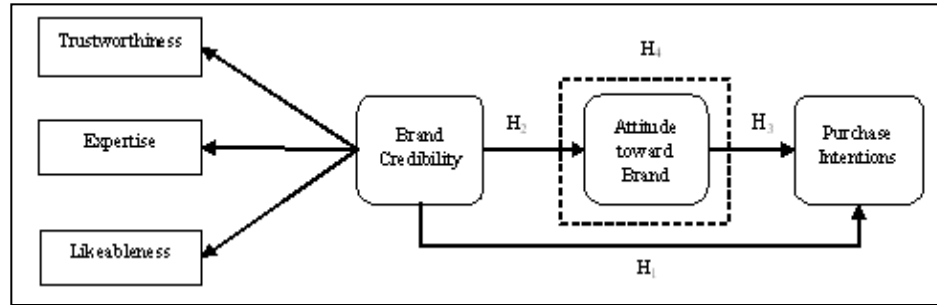 Trustworthiness
Expertise
Likeableness
Brand
Credibility
H₂
H₄
Attitude
toward
Brand
H₃
Purchase
Intentions
H₁